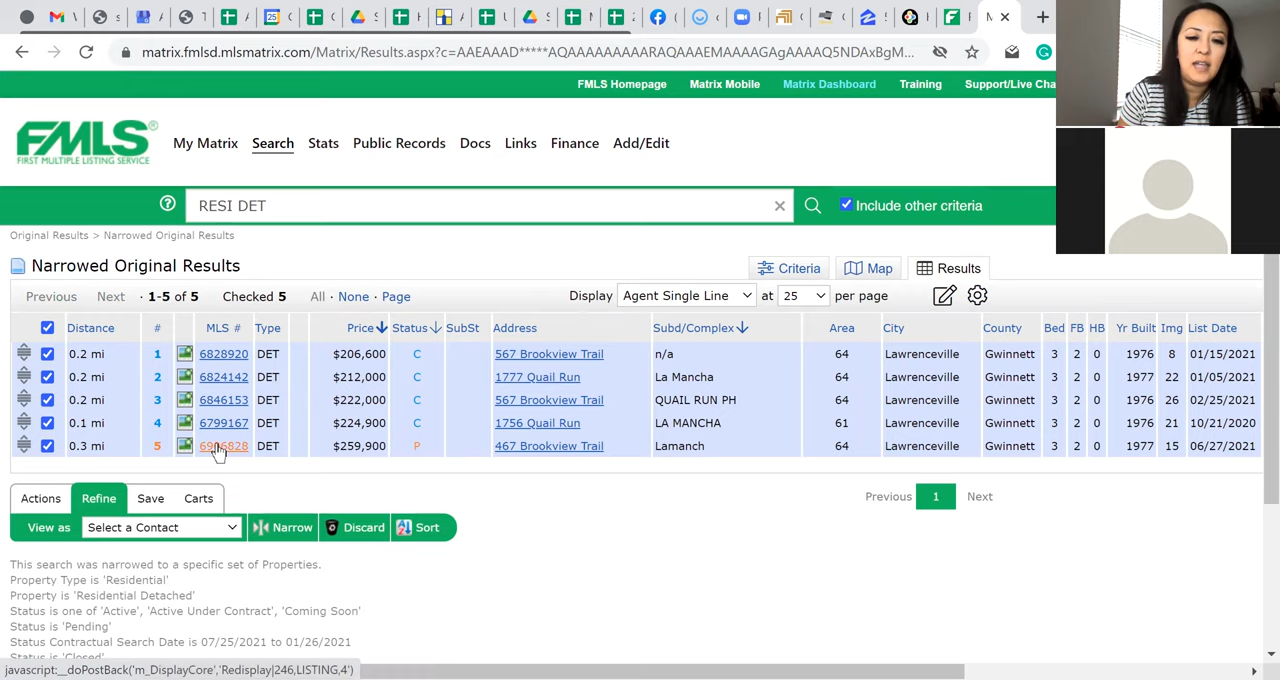 matrix.fmlsd.mlsmatrix.com/Matrix/Results.aspx?c=AAEAAAD*****AQAAAAAAAAARAQAAAEMAAAAGAgAAAAQ5NDAxBgM...
FMLS Homepage Matrix Mobile Matrix Dashboard Training Support/Live Cha
FMLS
FIRST MULTIPLE LISTING SERVICE
My Matrix Search Stats Public Records Docs Links Finance Add/Edit
RESI DET
Include other criteria
Original Results > Narrowed Original Results
Narrowed Original Results
Criteria Map Results
Previous Next · 1-5 of 5 Checked 5 All · None · Page Display Agent Single Line at 25 per page
Distance # MLS # Type Price Status SubSt Address Subd/Complex Area City County Bed FB HB Yr Built Img List Date
0.2 mi 1 6828920 DET $206,600 C 567 Brookview Trail n/a 64 Lawrenceville Gwinnett 3 2 0 1976 8 01/15/2021
0.2 mi 2 6824142 DET $212,000 C 1777 Quail Run La Mancha 64 Lawrenceville Gwinnett 3 2 0 1977 22 01/05/2021
0.2 mi 3 6846153 DET $222,000 C 567 Brookview Trail QUAIL RUN PH 64 Lawrenceville Gwinnett 3 2 0 1976 26 02/25/2021
0.1 mi 4 6799167 DET $224,900 C 1756 Quail Run LA MANCHA 61 Lawrenceville Gwinnett 3 2 0 1976 21 10/21/2020
0.3 mi 5 DET $259,900 P 467 Brookview Trail Lamanch 64 Lawrenceville Gwinnett 3 2 0 1977 15 06/27/2021
Actions Refine Save Carts
Previous 1 Next
View as Select a Contact Narrow Discard Sort
This search was narrowed to a specific set of Properties.
Property Type is 'Residential'
Property is 'Residential Detached'
Status is one of 'Active', 'Active Under Contract', 'Coming Soon'
Status is 'Pending'
Status Contractual Search Date is 07/25/2021 to 01/26/2021
Status is 'Closed'
javascript:__doPostBack('m_DisplayCore','Redisplay|246,LISTING,4')